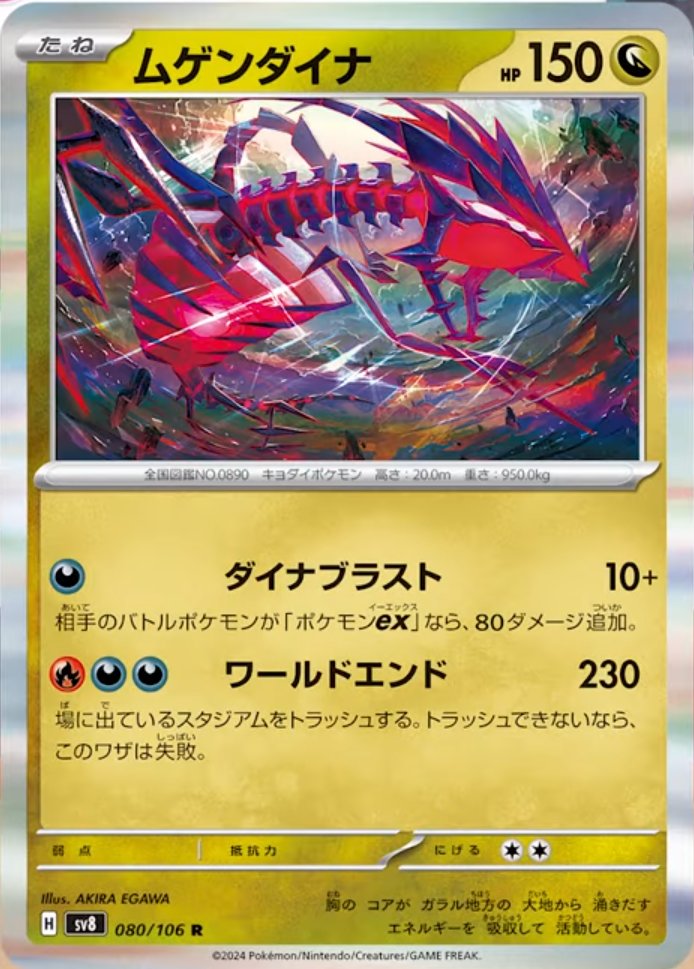 たね ムゲンダイナ HP 150
全国図鑑NO.0890 キョダイポケモン 高さ:20.0m 重さ:950.0kg
ダイナブラスト 10+
相手のバトルポケモンが「ポケモンex」なら、80ダメージ追加。
ワールドエンド 230
場に出ているスタジアムをトラッシュする。トラッシュできないなら、
このワザは失敗。
弱点 抵抗力 にげる
Illus. AKIRA EGAWA
H sv8 080/106 R
胸の コアが ガラル地方の 大地から 湧きだす
エネルギーを 吸収して 活動している。
©2024 Pokémon/Nintendo/Creatures/GAME FREAK.